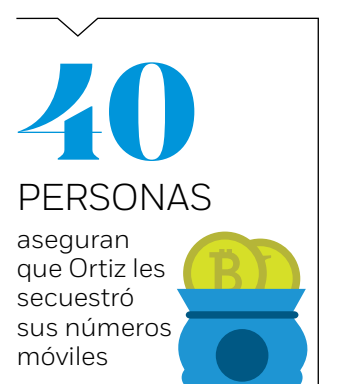 40
PERSONAS
aseguran
que Ortiz les
secuestró
sus números
móviles